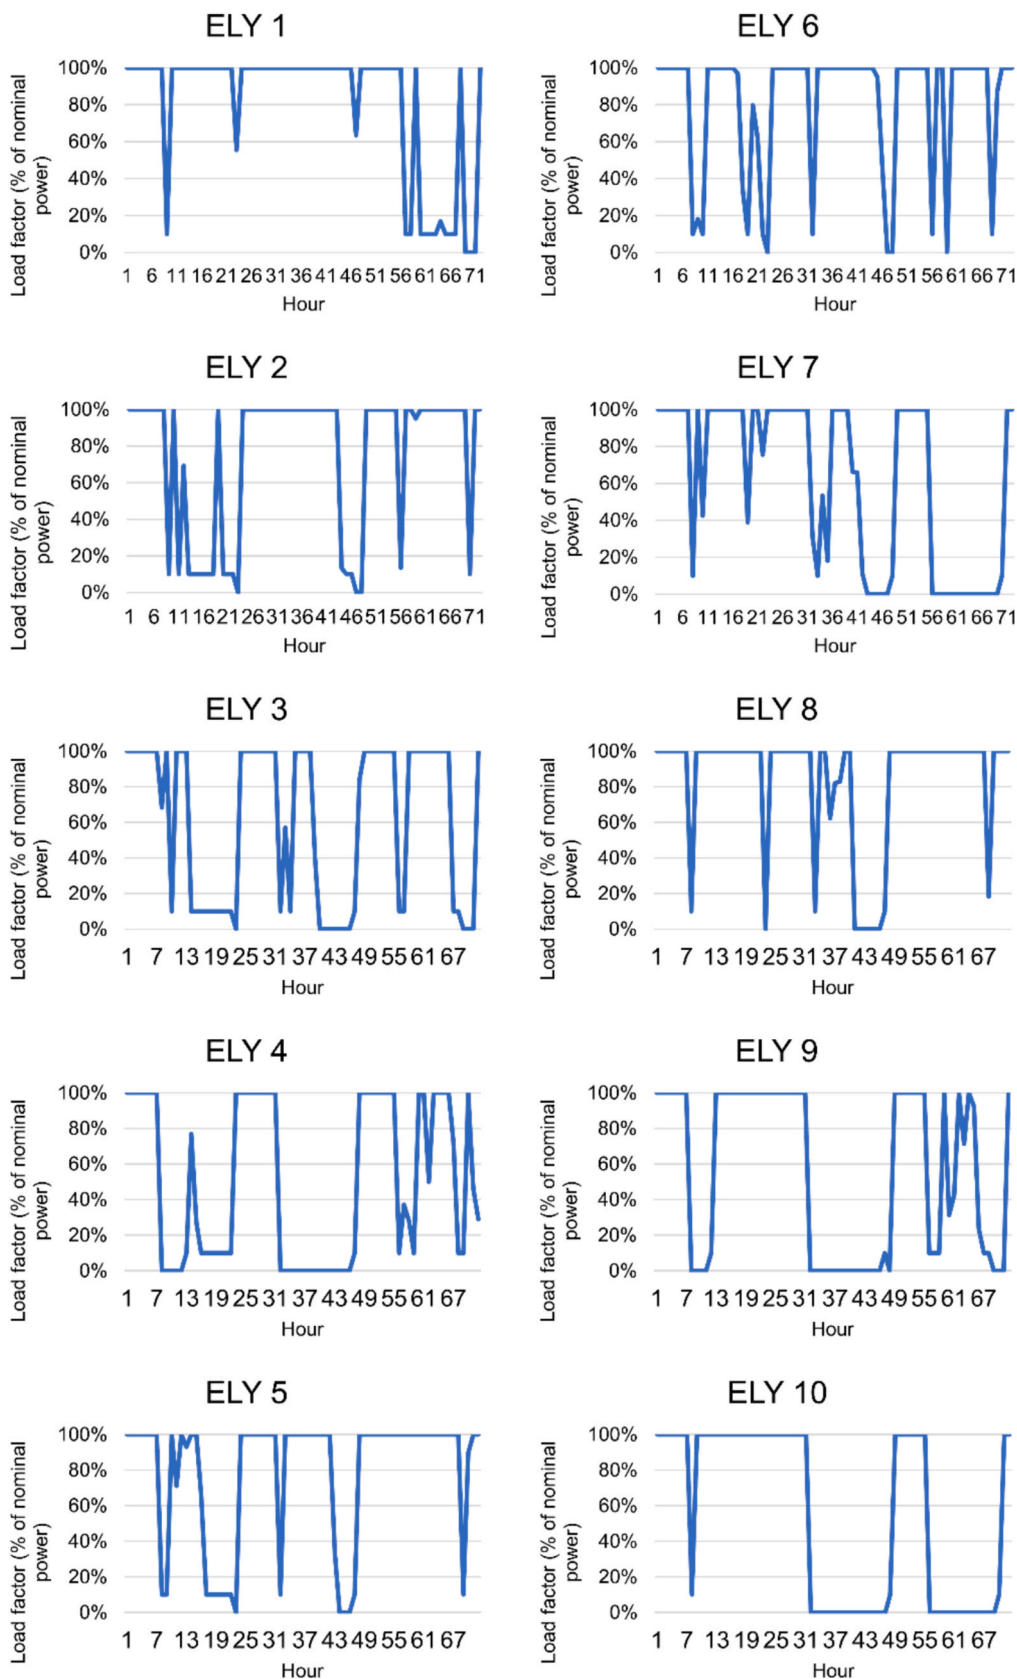 ELY 1
Load factor (% of nominal
power)
100%
80%
60%
40%
20%
0%
1 6 11 16 21 26 31 36 41 46 51 56 61 66 71
Hour
ELY 6
Load factor (% of nominal
power)
100%
80%
60%
40%
20%
0%
1 6 11 16 21 26 31 36 41 46 51 56 61 66 71
Hour
ELY 2
Load factor (% of nominal
power)
100%
80%
60%
40%
20%
0%
1 6 11 16 21 26 31 36 41 46 51 56 61 66 71
Hour
ELY 7
Load factor (% of nominal
power)
100%
80%
60%
40%
20%
0%
1 6 11 16 21 26 31 36 41 46 51 56 61 66 71
Hour
ELY 3
Load factor (% of nominal
power)
100%
80%
60%
40%
20%
0%
1 7 13 19 25 31 37 43 49 55 61 67
Hour
ELY 8
Load factor (% of nominal
power)
100%
80%
60%
40%
20%
0%
1 7 13 19 25 31 37 43 49 55 61 67
Hour
ELY 4
Load factor (% of nominal
power)
100%
80%
60%
40%
20%
0%
1 7 13 19 25 31 37 43 49 55 61 67
Hour
ELY 9
Load factor (% of nominal
power)
100%
80%
60%
40%
20%
0%
1 7 13 19 25 31 37 43 49 55 61 67
Hour
ELY 5
Load factor (% of nominal
power)
100%
80%
60%
40%
20%
0%
1 7 13 19 25 31 37 43 49 55 61 67
Hour
ELY 10
Load factor (% of nominal
power)
100%
80%
60%
40%
20%
0%
1 7 13 19 25 31 37 43 49 55 61 67
Hour